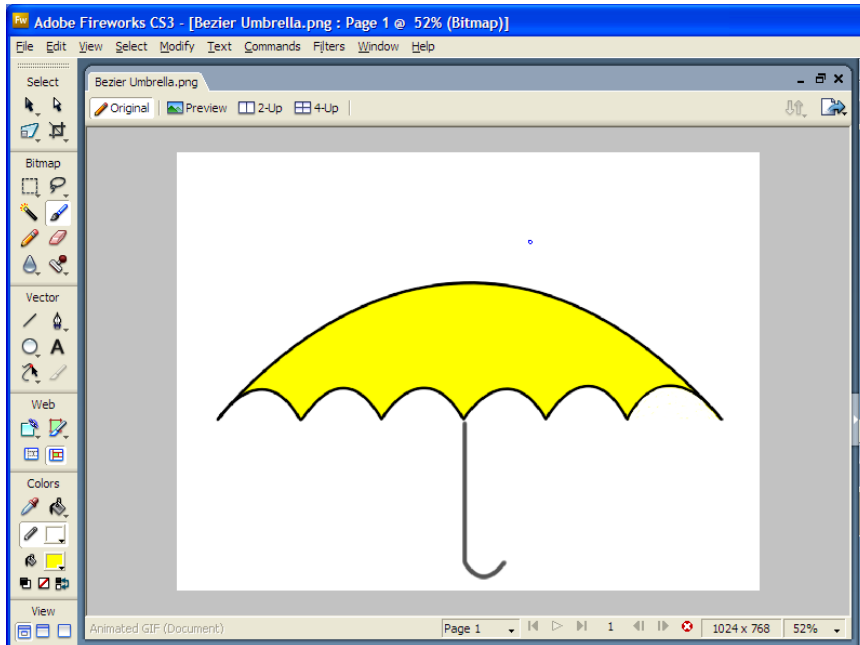 Fw Adobe Fireworks CS3 - [Bezier Umbrella.png : Page 1 @ 52% (Bitmap)]
File Edit View Select Modify Text Commands Filters Window Help
Select
Bezier Umbrella.png
Original Preview 2-Up 4-Up
Bitmap
Vector
A
Web
Colors
View
Animated GIF (Document) Page 1 1 1024 x 768 52%